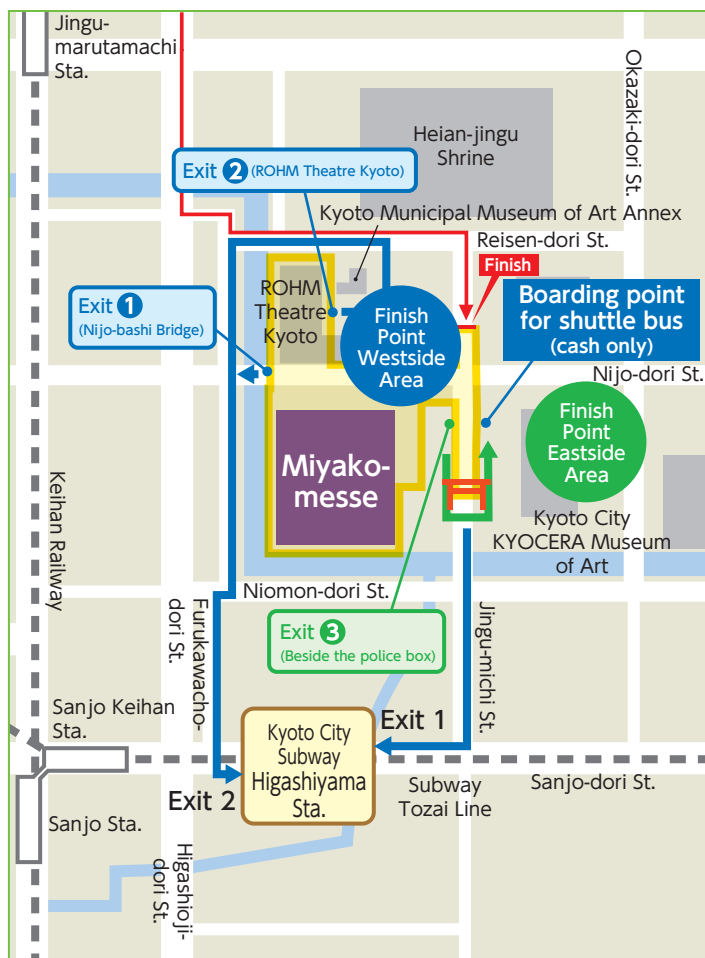 Jingu-
marutamachi
Sta.
Okazaki-dori St.
Heian-jingu
Shrine
Exit 2 (ROHM Theatre Kyoto)
Kyoto Municipal Museum of Art Annex
Reisen-dori St.
Finish
Exit 1
(Nijo-bashi Bridge)
ROHM
Theatre
Kyoto
Finish
Point
Westside
Area
Boarding point
for shuttle bus
(cash only)
Nijo-dori St.
Finish
Point
Eastside
Area
Miyako-
messe
Keihan Railway
Kyoto City
KYOCERA Museum
of Art
Niomon-dori St.
Furukawacho-
dori St.
Exit 3
(Beside the police box)
Jingu-michi St.
Sanjo Keihan
Sta.
Kyoto City
Subway
Higashiyama
Sta.
Exit 1
Exit 2
Subway
Tozai Line
Sanjo-dori St.
Sanjo Sta.
Higashioji-
dori St.